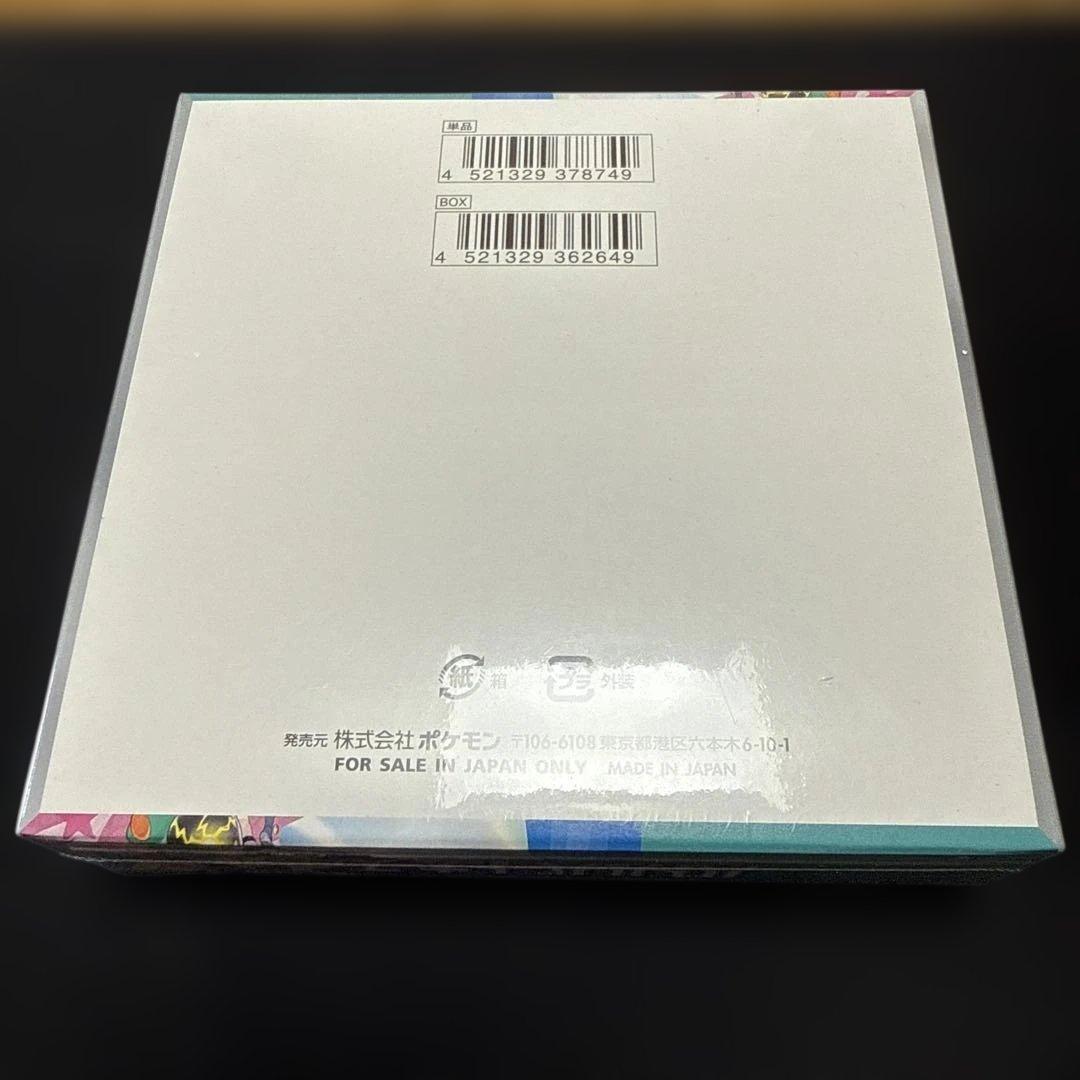 単品
4 521329 378749
BOX
4 521329 362649
紙 箱 プラ 外装
発売元 株式会社 ポケモン 〒106-6108 東京都港区六本木6-10-1
FOR SALE IN JAPAN ONLY MADE IN JAPAN